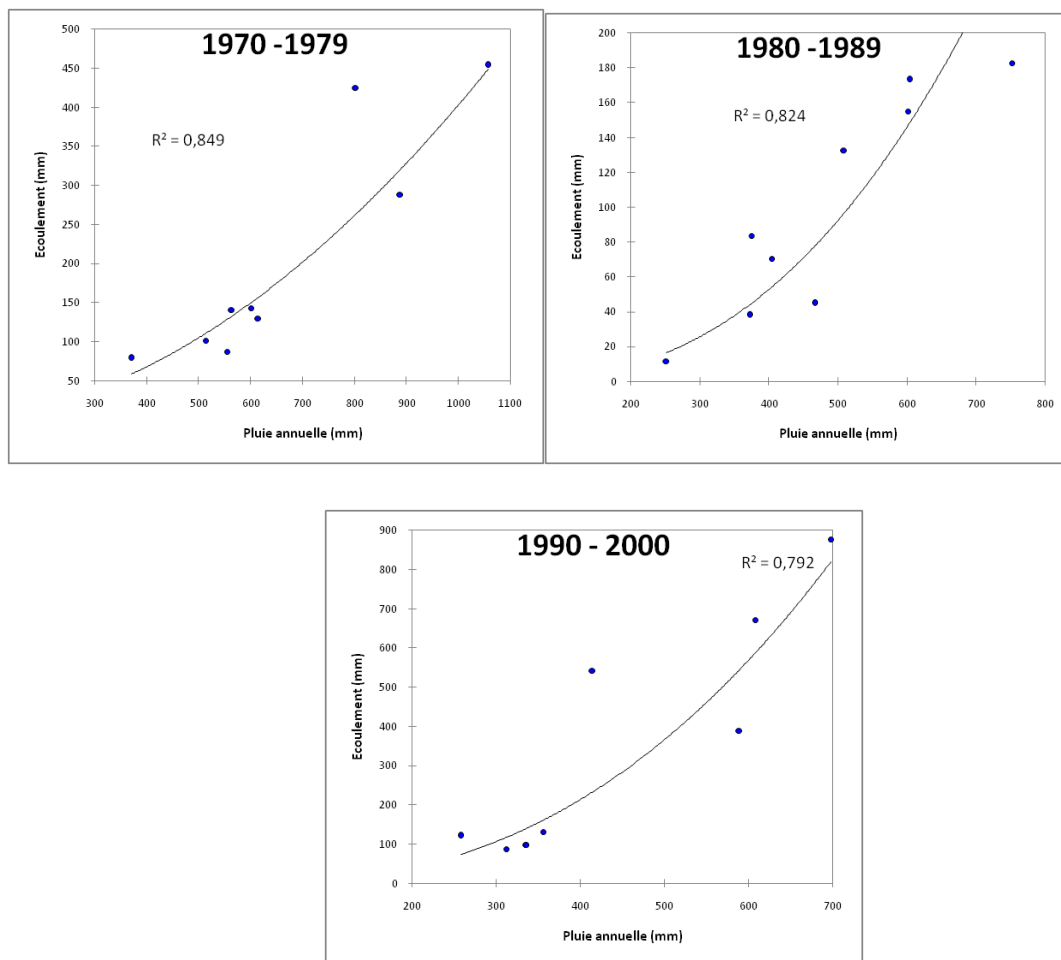 1970 -1979
R² = 0,849
Ecoulement (mm)
500
450
400
350
300
250
200
150
100
50
300 400 500 600 700 800 900 1000 1100
Pluie annuelle (mm)
1980 -1989
R² = 0,824
Ecoulement (mm)
200
180
160
140
120
100
80
60
40
20
0
200 300 400 500 600 700 800
Pluie annuelle (mm)
1990 - 2000
R² = 0,792
Ecoulement (mm)
900
800
700
600
500
400
300
200
100
0
200 300 400 500 600 700
Pluie annuelle (mm)